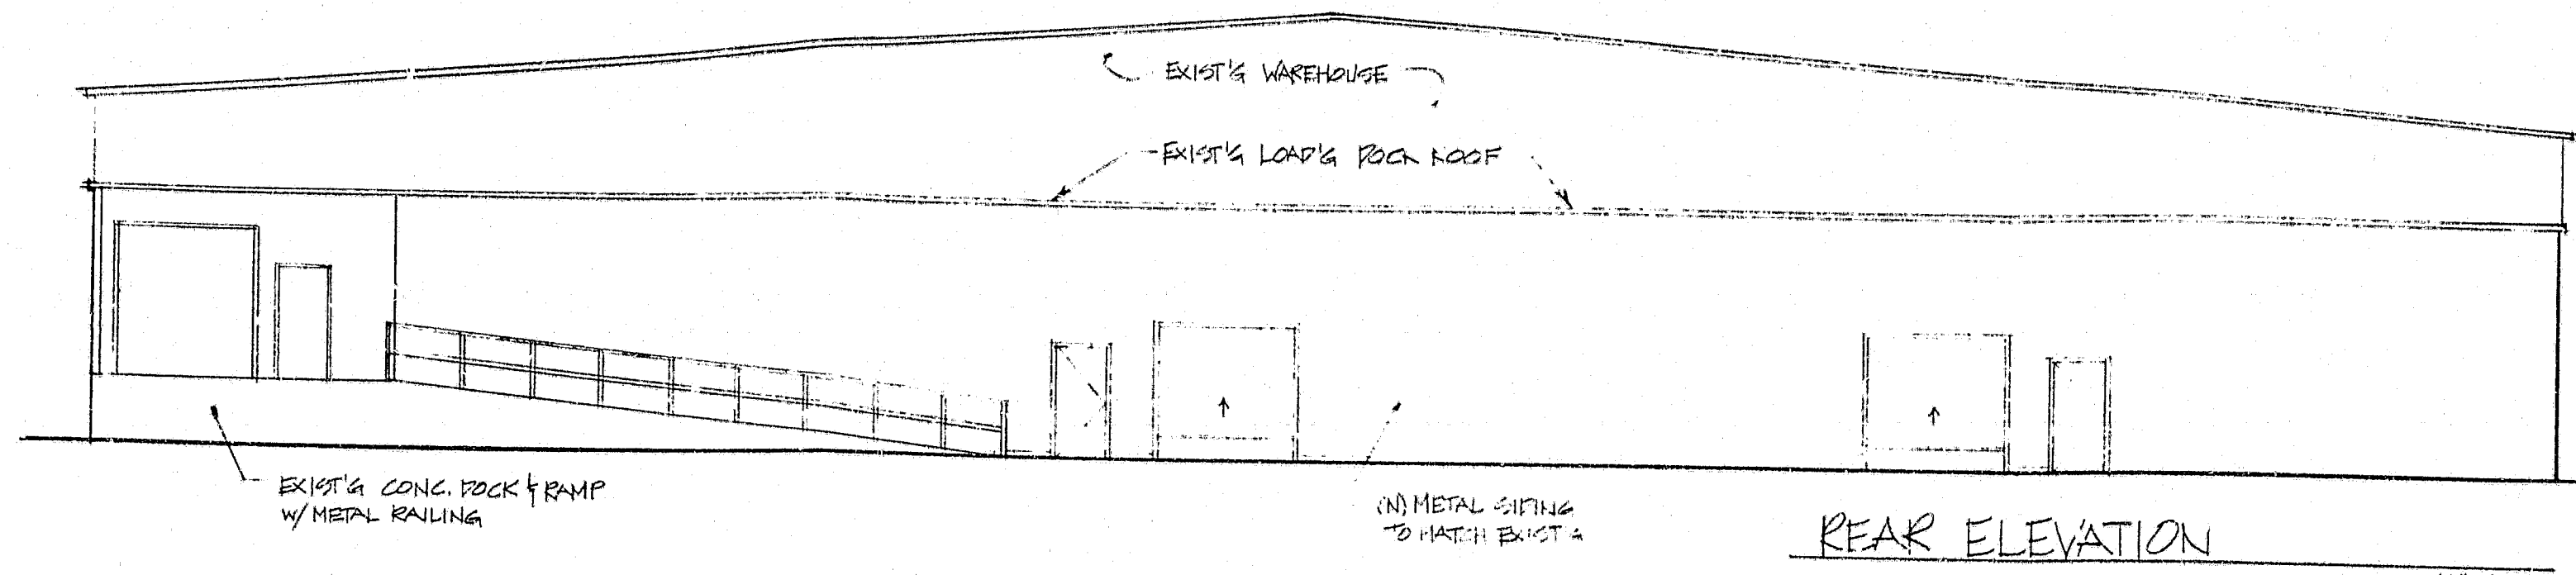 EXIST'G WAREHOUSE
EXIST'G LOAD'G DOCK ROOF
EXIST'G CONC. DOCK & RAMP
W/ METAL RAILING
(N) METAL SIDING
TO MATCH EXIST'G
REAR ELEVATION